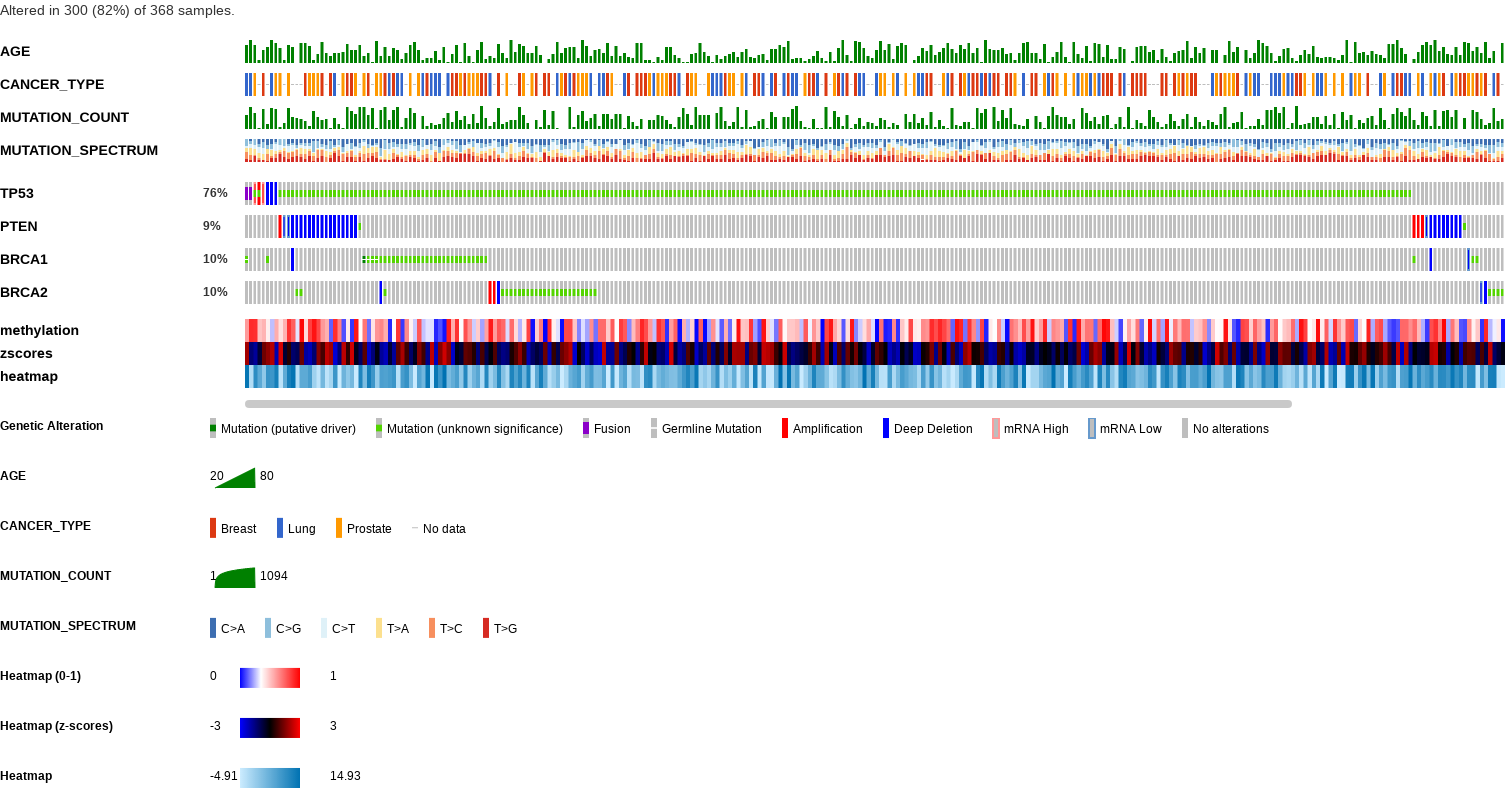 Altered in 300 (82%) of 368 samples.
AGE
CANCER_TYPE
MUTATION_COUNT
MUTATION_SPECTRUM
TP53 76%
PTEN 9%
BRCA1 10%
BRCA2 10%
methylation
zscores
heatmap
Genetic Alteration Mutation (putative driver) Mutation (unknown significance) Fusion Germline Mutation Amplification Deep Deletion mRNA High mRNA Low No alterations
AGE 20 80
CANCER_TYPE Breast Lung Prostate No data
MUTATION_COUNT 1 1094
MUTATION_SPECTRUM C>A C>G C>T T>A T>C T>G
Heatmap (0-1) 0 1
Heatmap (z-scores) -3 3
Heatmap -4.91 14.93